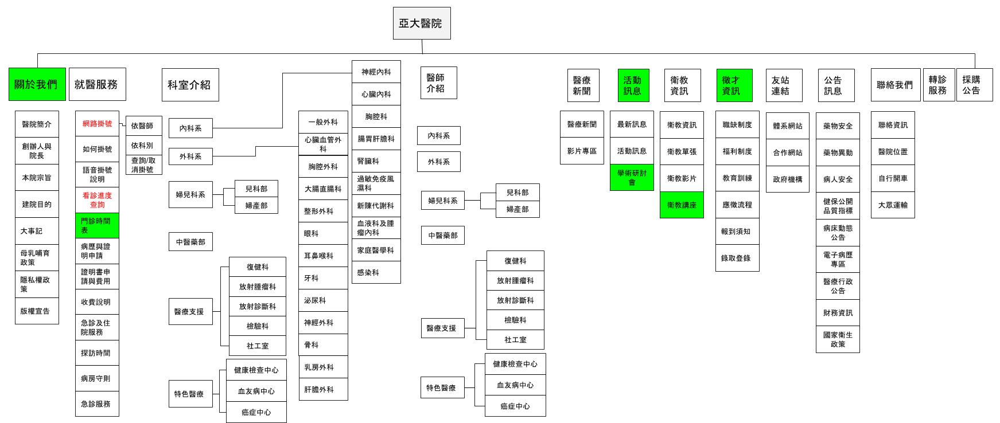 亞大醫院
關於我們
醫院簡介
創辦人與
院長
本院宗旨
建院目的
大事記
母乳哺育
政策
隱私權政
策
版權宣告
就醫服務
網路掛號
依醫師
依科別
查詢/取
消掛號
如何掛號
語音掛號
說明
看診進度
查詢
門診時間
表
病歷與證
明申請
證明書申
請與費用
收費說明
急診及住
院服務
探訪時間
病房守則
急診服務
科室介紹
內科系
神經內科
心臟內科
胸腔科
腸胃肝膽科
腎臟科
過敏免疫風
濕科
新陳代謝科
血液科及腫
瘤內科
家庭醫學科
感染科
外科系
一般外科
心臟血管外
科
胸腔外科
大腸直腸科
整形外科
眼科
耳鼻喉科
牙科
泌尿科
神經外科
骨科
乳房外科
肝膽外科
婦兒科系
兒科部
婦產部
中醫藥部
醫療支援
復健科
放射腫瘤科
放射診斷科
檢驗科
社工室
特色醫療
健康檢查中心
血友病中心
癌症中心
醫師
介紹
內科系
外科系
婦兒科系
兒科部
婦產部
中醫藥部
醫療支援
復健科
放射腫瘤科
放射診斷科
檢驗科
社工室
特色醫療
健康檢查中心
血友病中心
癌症中心
醫療
新聞
醫療新聞
影片專區
活動
訊息
最新訊息
活動訊息
學術研討
會
衛教
資訊
衛教資訊
衛教單張
衛教影片
衛教講座
徵才
資訊
職缺制度
福利制度
教育訓練
應徵流程
報到須知
錄取登錄
友站
連結
體系網站
合作網站
政府機構
公告
訊息
藥物安全
藥物異動
病人安全
健保公開
品質指標
病床動態
公告
電子病歷
專區
醫療行政
公告
財務資訊
國家衛生
政策
聯絡我們
聯絡資訊
醫院位置
自行開車
大眾運輸
轉診
服務
採購
公告